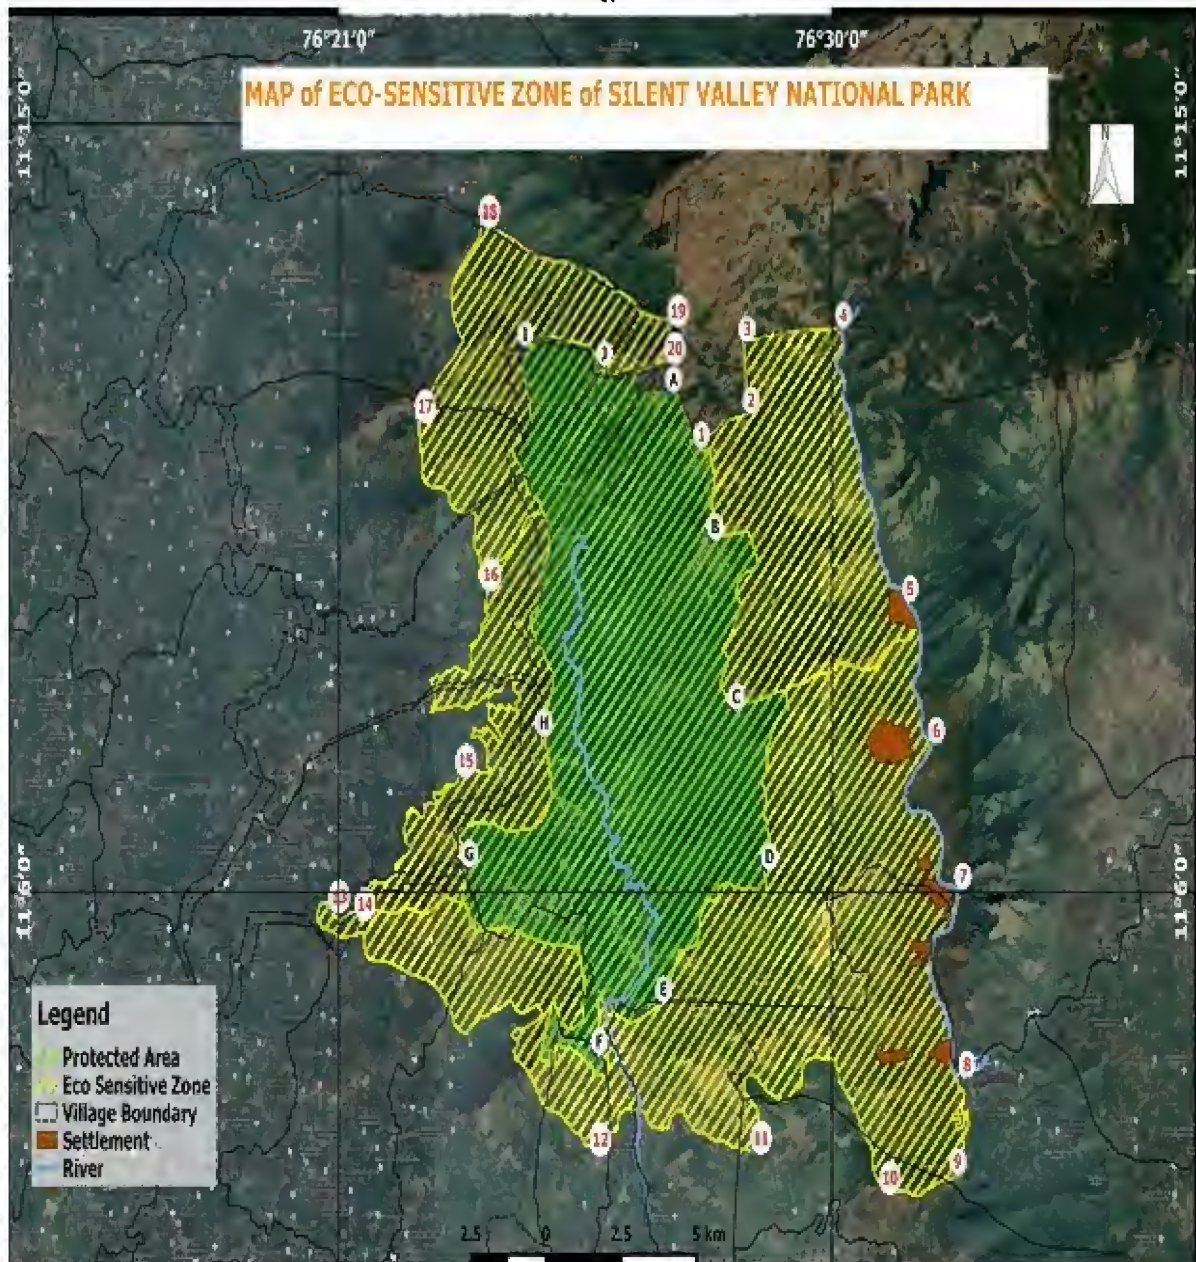 76°21'0" 76°30'0"
MAP of ECO-SENSITIVE ZONE of SILENT VALLEY NATIONAL PARK
11°15'0" 11°15'0"
N
18
19
I J 20 3 4
A
17 2
1
B
16 5
C
H 6
15
G D 7
13 14
11°6'0" 11°6'0"
E
F 8
12 11
10 9
Legend
Protected Area
Eco Sensitive Zone
Village Boundary
Settlement
River
2.5 0 2.5 5 km